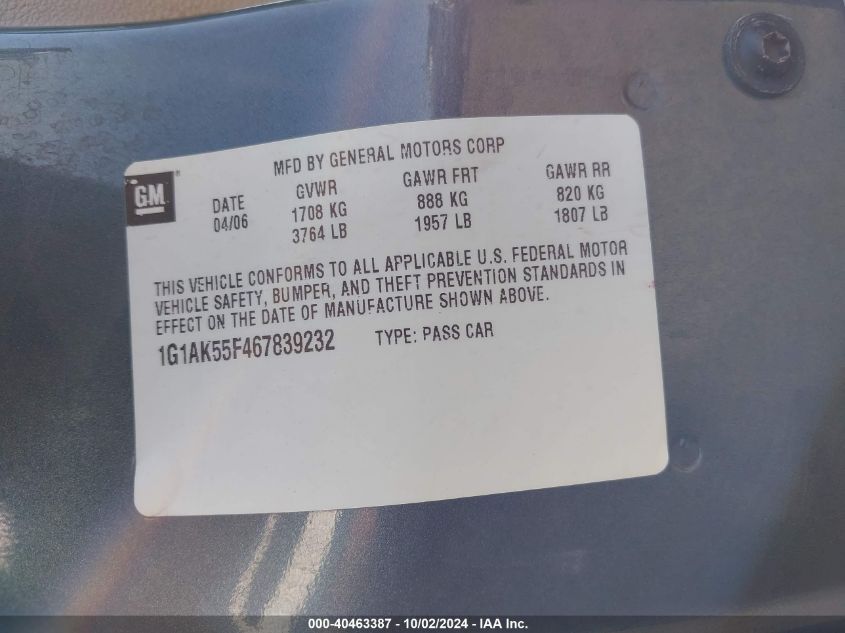 MFD BY GENERAL MOTORS CORP
GM
DATE GVWR GAWR FRT GAWR RR
04/06 1708 KG 888 KG 820 KG
3764 LB 1957 LB 1807 LB
THIS VEHICLE CONFORMS TO ALL APPLICABLE U.S. FEDERAL MOTOR
VEHICLE SAFETY, BUMPER, AND THEFT PREVENTION STANDARDS IN
EFFECT ON THE DATE OF MANUFACTURE SHOWN ABOVE.
1G1AK55F467839232 TYPE: PASS CAR
000-40463387 - 10/02/2024 - IAA Inc.